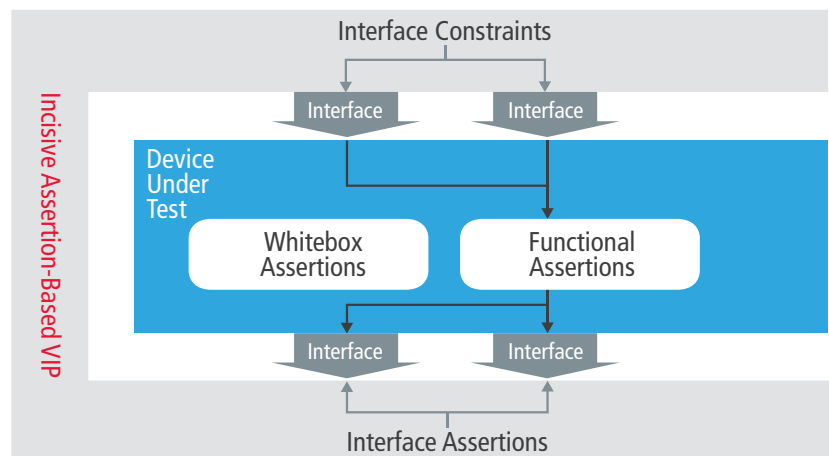 Interface Constraints
Incisive Assertion-Based VIP
Interface
Interface
Device
Under
Test
Whitebox
Assertions
Functional
Assertions
Interface
Interface
Interface Assertions